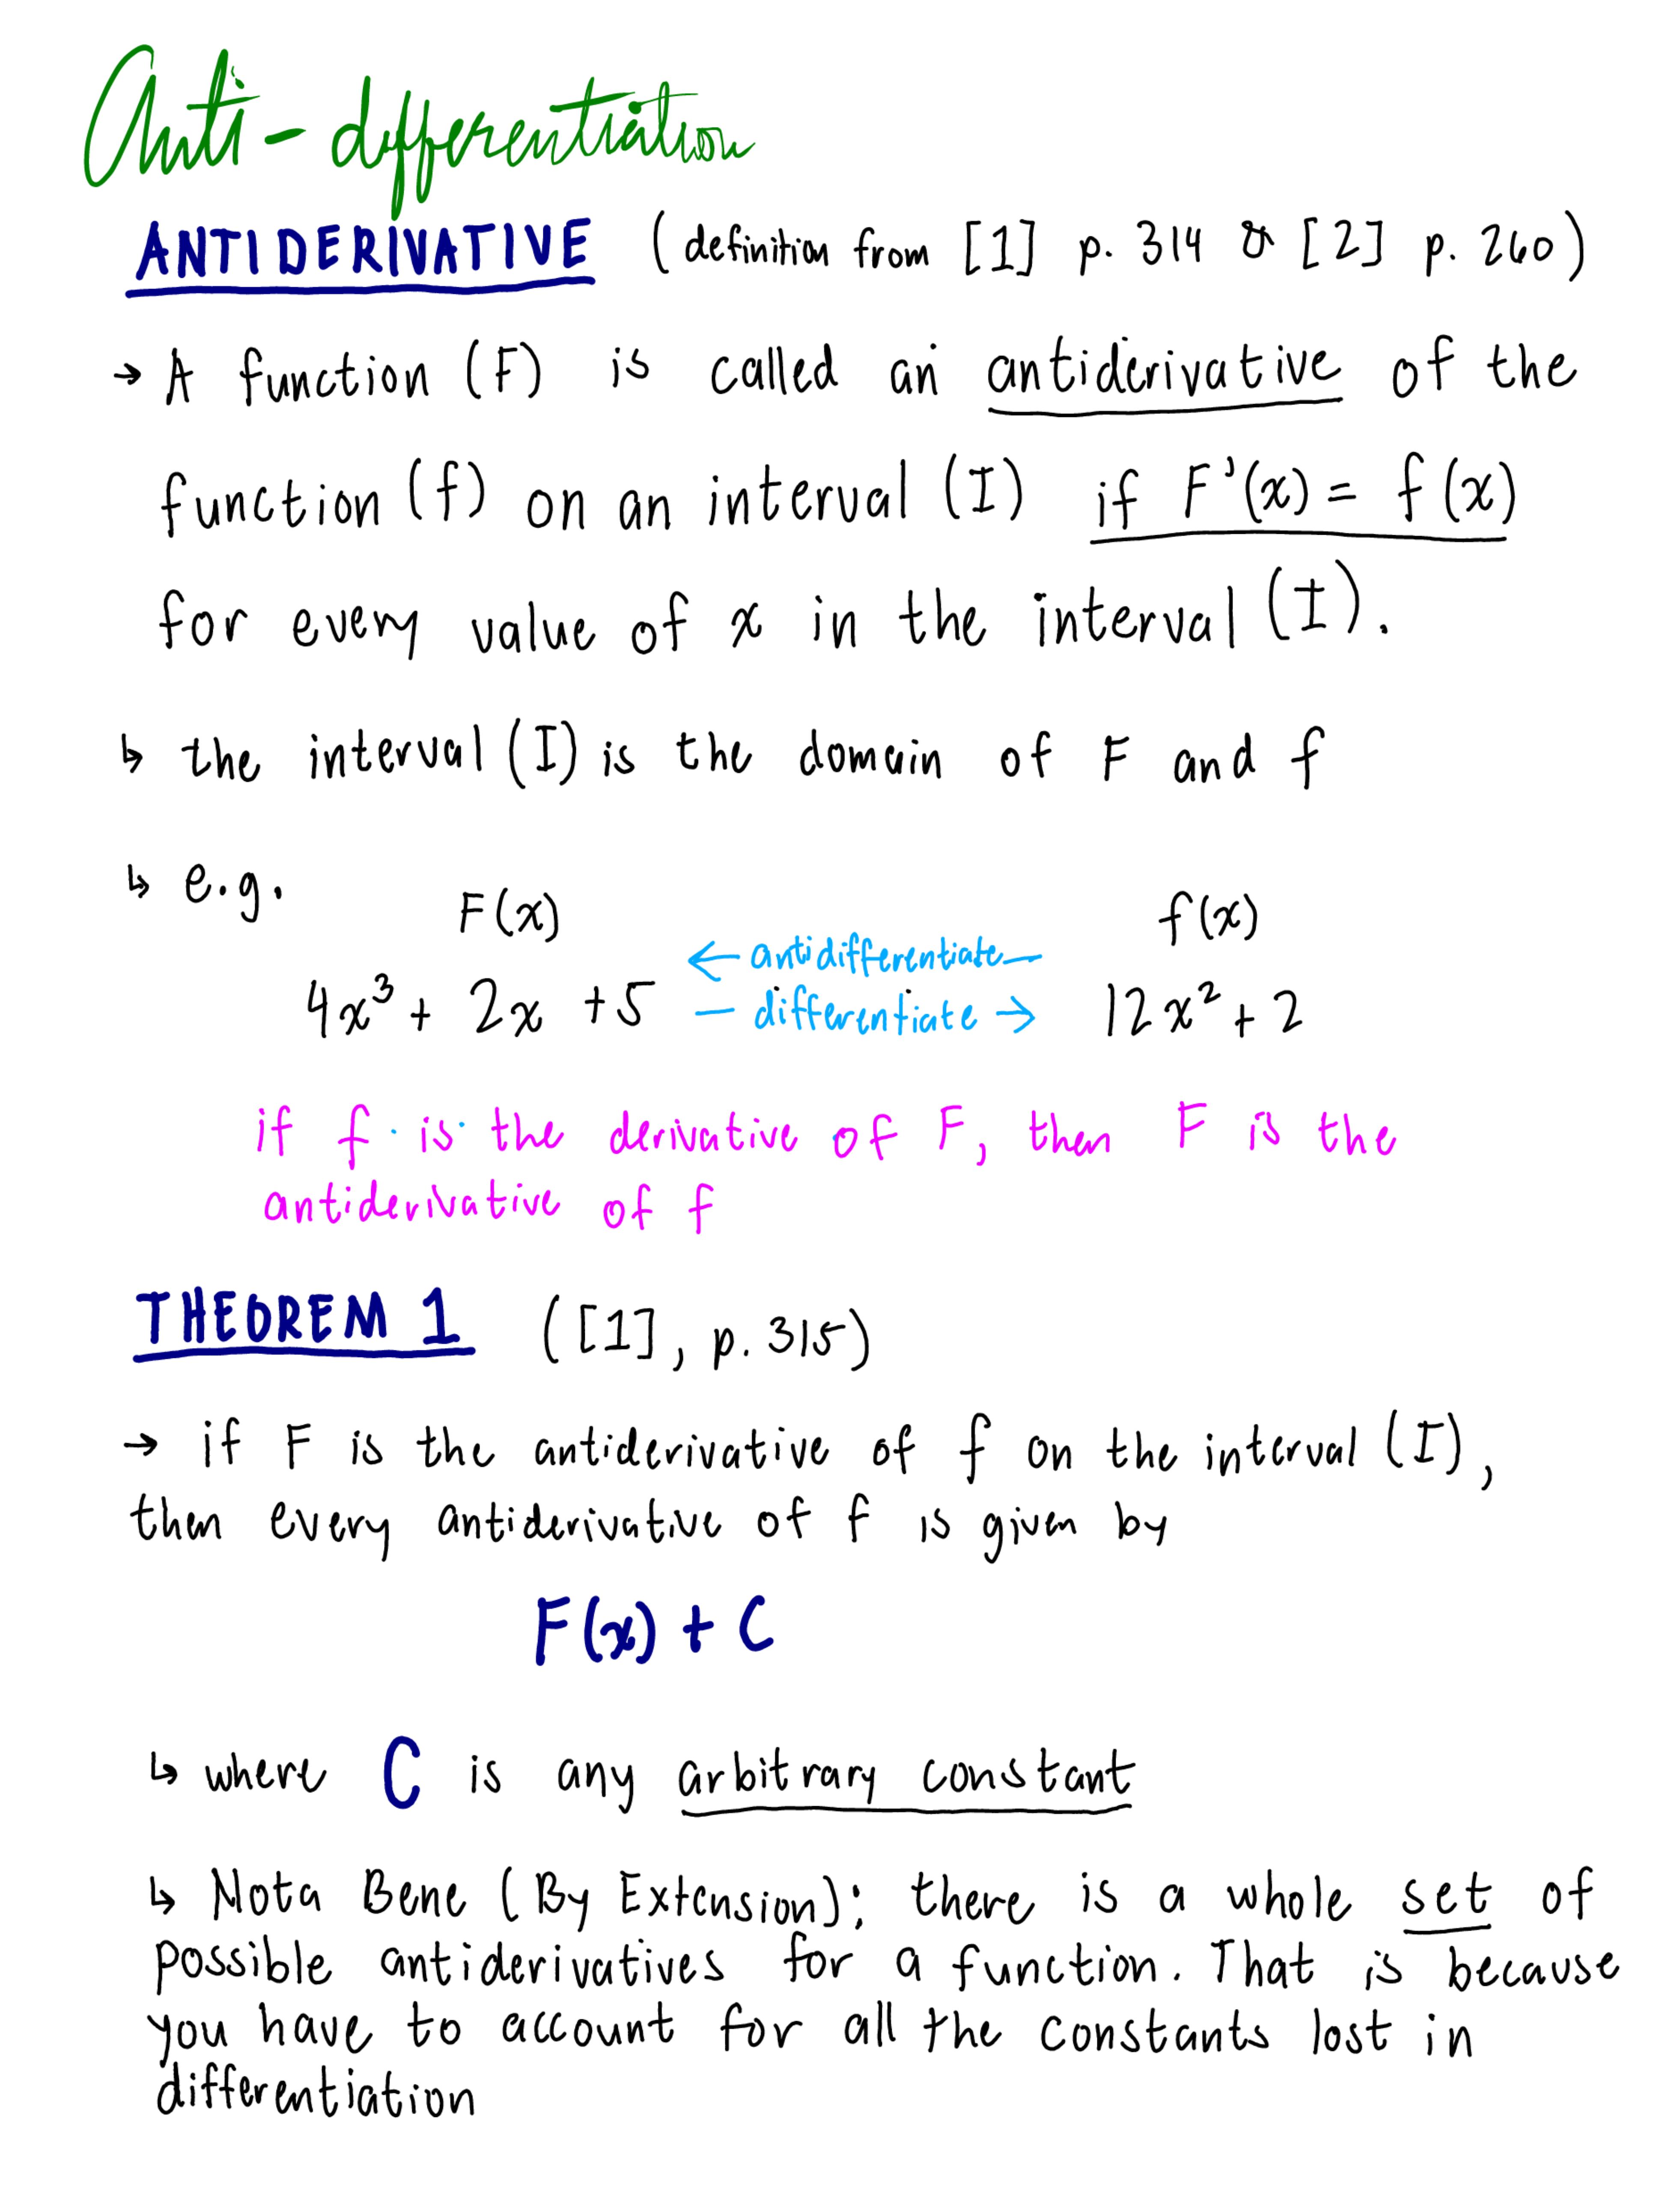 Anti-differentiation
ANTIDERIVATIVE (definition from [1] p. 314 & [2] p. 260)
→ A function (F) is called an antiderivative of the
function (f) on an interval (I) if F'(x) = f(x)
for every value of x in the interval (I).
↳ the interval (I) is the domain of F and f
↳ e.g.
F(x) f(x)
← antidifferentiate —
4x³ + 2x + 5 — differentiate → 12x² + 2
if f is the derivative of F, then F is the
antiderivative of f
THEOREM 1 ([1], p. 315)
→ if F is the antiderivative of f on the interval (I),
then every antiderivative of f is given by
F(x) + C
↳ where C is any arbitrary constant
↳ Nota Bene (By Extension): there is a whole set of
possible antiderivatives for a function. That is because
you have to account for all the constants lost in
differentiation